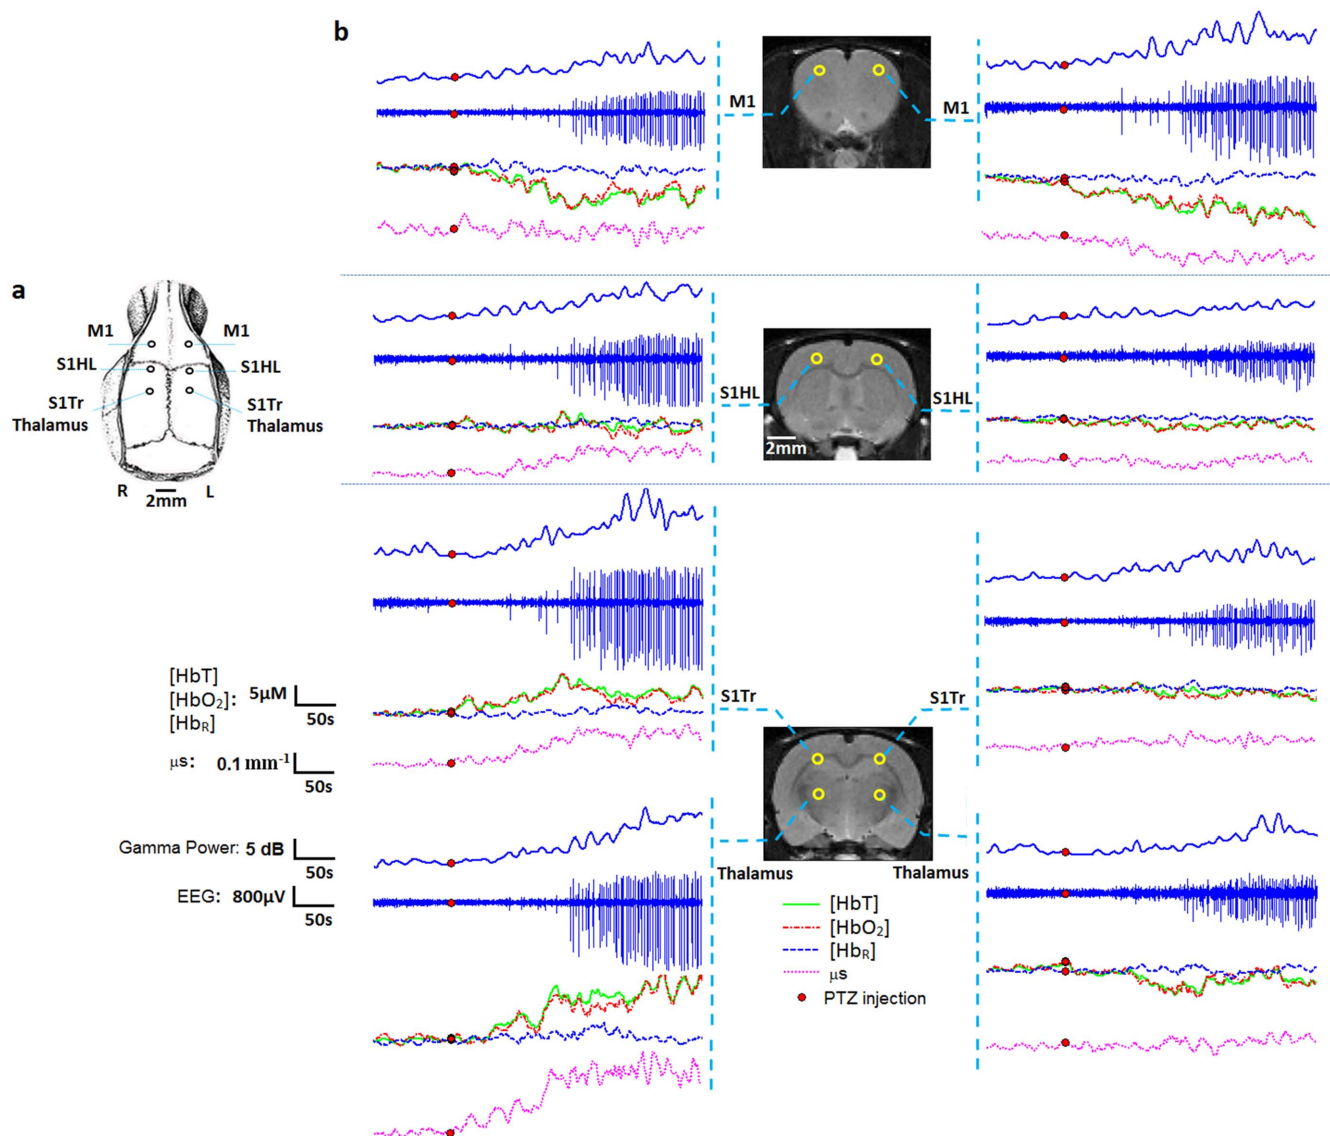 b
M1
M1
a
M1
M1
S1HL
S1HL
S1Tr
S1Tr
Thalamus
Thalamus
R
2mm
L
S1HL
S1HL
2mm
[HbT]
[HbO₂]: 5μM
[HbR]
50s
μs: 0.1 mm⁻¹
50s
S1Tr
S1Tr
Gamma Power: 5 dB
50s
EEG: 800μV
50s
Thalamus
Thalamus
[HbT]
[HbO₂]
[HbR]
μs
PTZ injection